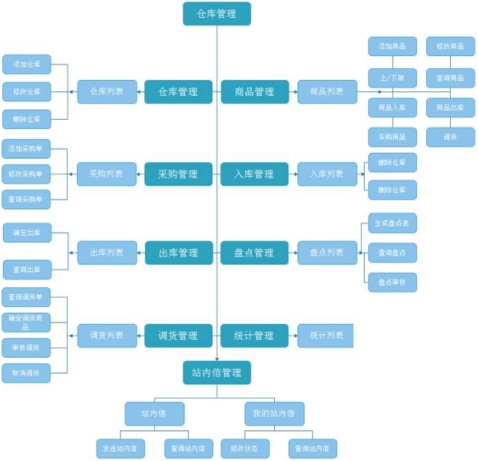 仓库管理
添加仓库
修改仓库
删除仓库
仓库列表
仓库管理
商品管理
商品列表
添加商品
修改商品
上/下架
查询商品
商品入库
商品出库
采购商品
调货
添加采购单
修改采购单
查询采购单
采购列表
采购管理
入库管理
入库列表
删除仓库
删除仓库
确定出库
查询出库
出库列表
出库管理
盘点管理
盘点列表
生成盘点表
查询盘点
盘点审核
查询调货单
确定调货商
品
审核调货
取消调货
调货列表
调货管理
统计管理
统计列表
站内信管理
站内信
我的站内信
发送站内信
查询站内信
修改状态
查询站内信